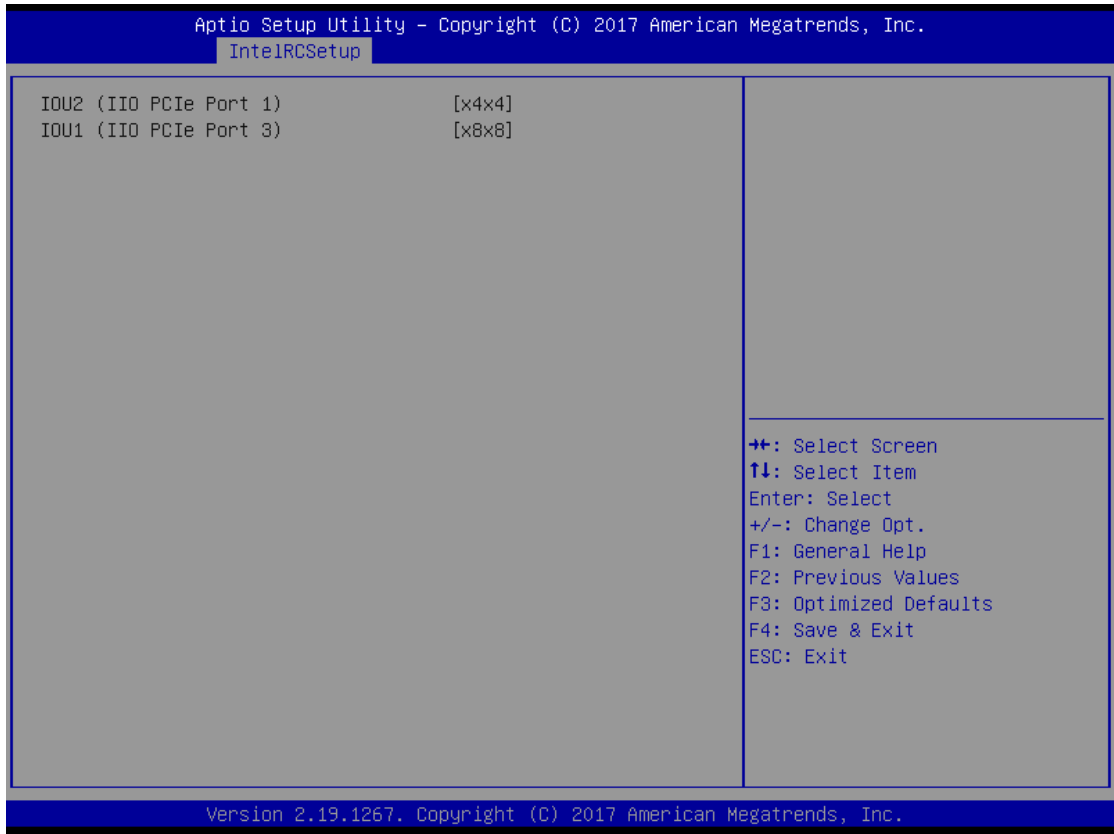 Aptio Setup Utility – Copyright (C) 2017 American Megatrends, Inc.
IntelRCSetup
IOU2 (IIO PCIe Port 1) [x4x4]
IOU1 (IIO PCIe Port 3) [x8x8]
→←: Select Screen
↑↓: Select Item
Enter: Select
+/-: Change Opt.
F1: General Help
F2: Previous Values
F3: Optimized Defaults
F4: Save & Exit
ESC: Exit
Version 2.19.1267. Copyright (C) 2017 American Megatrends, Inc.